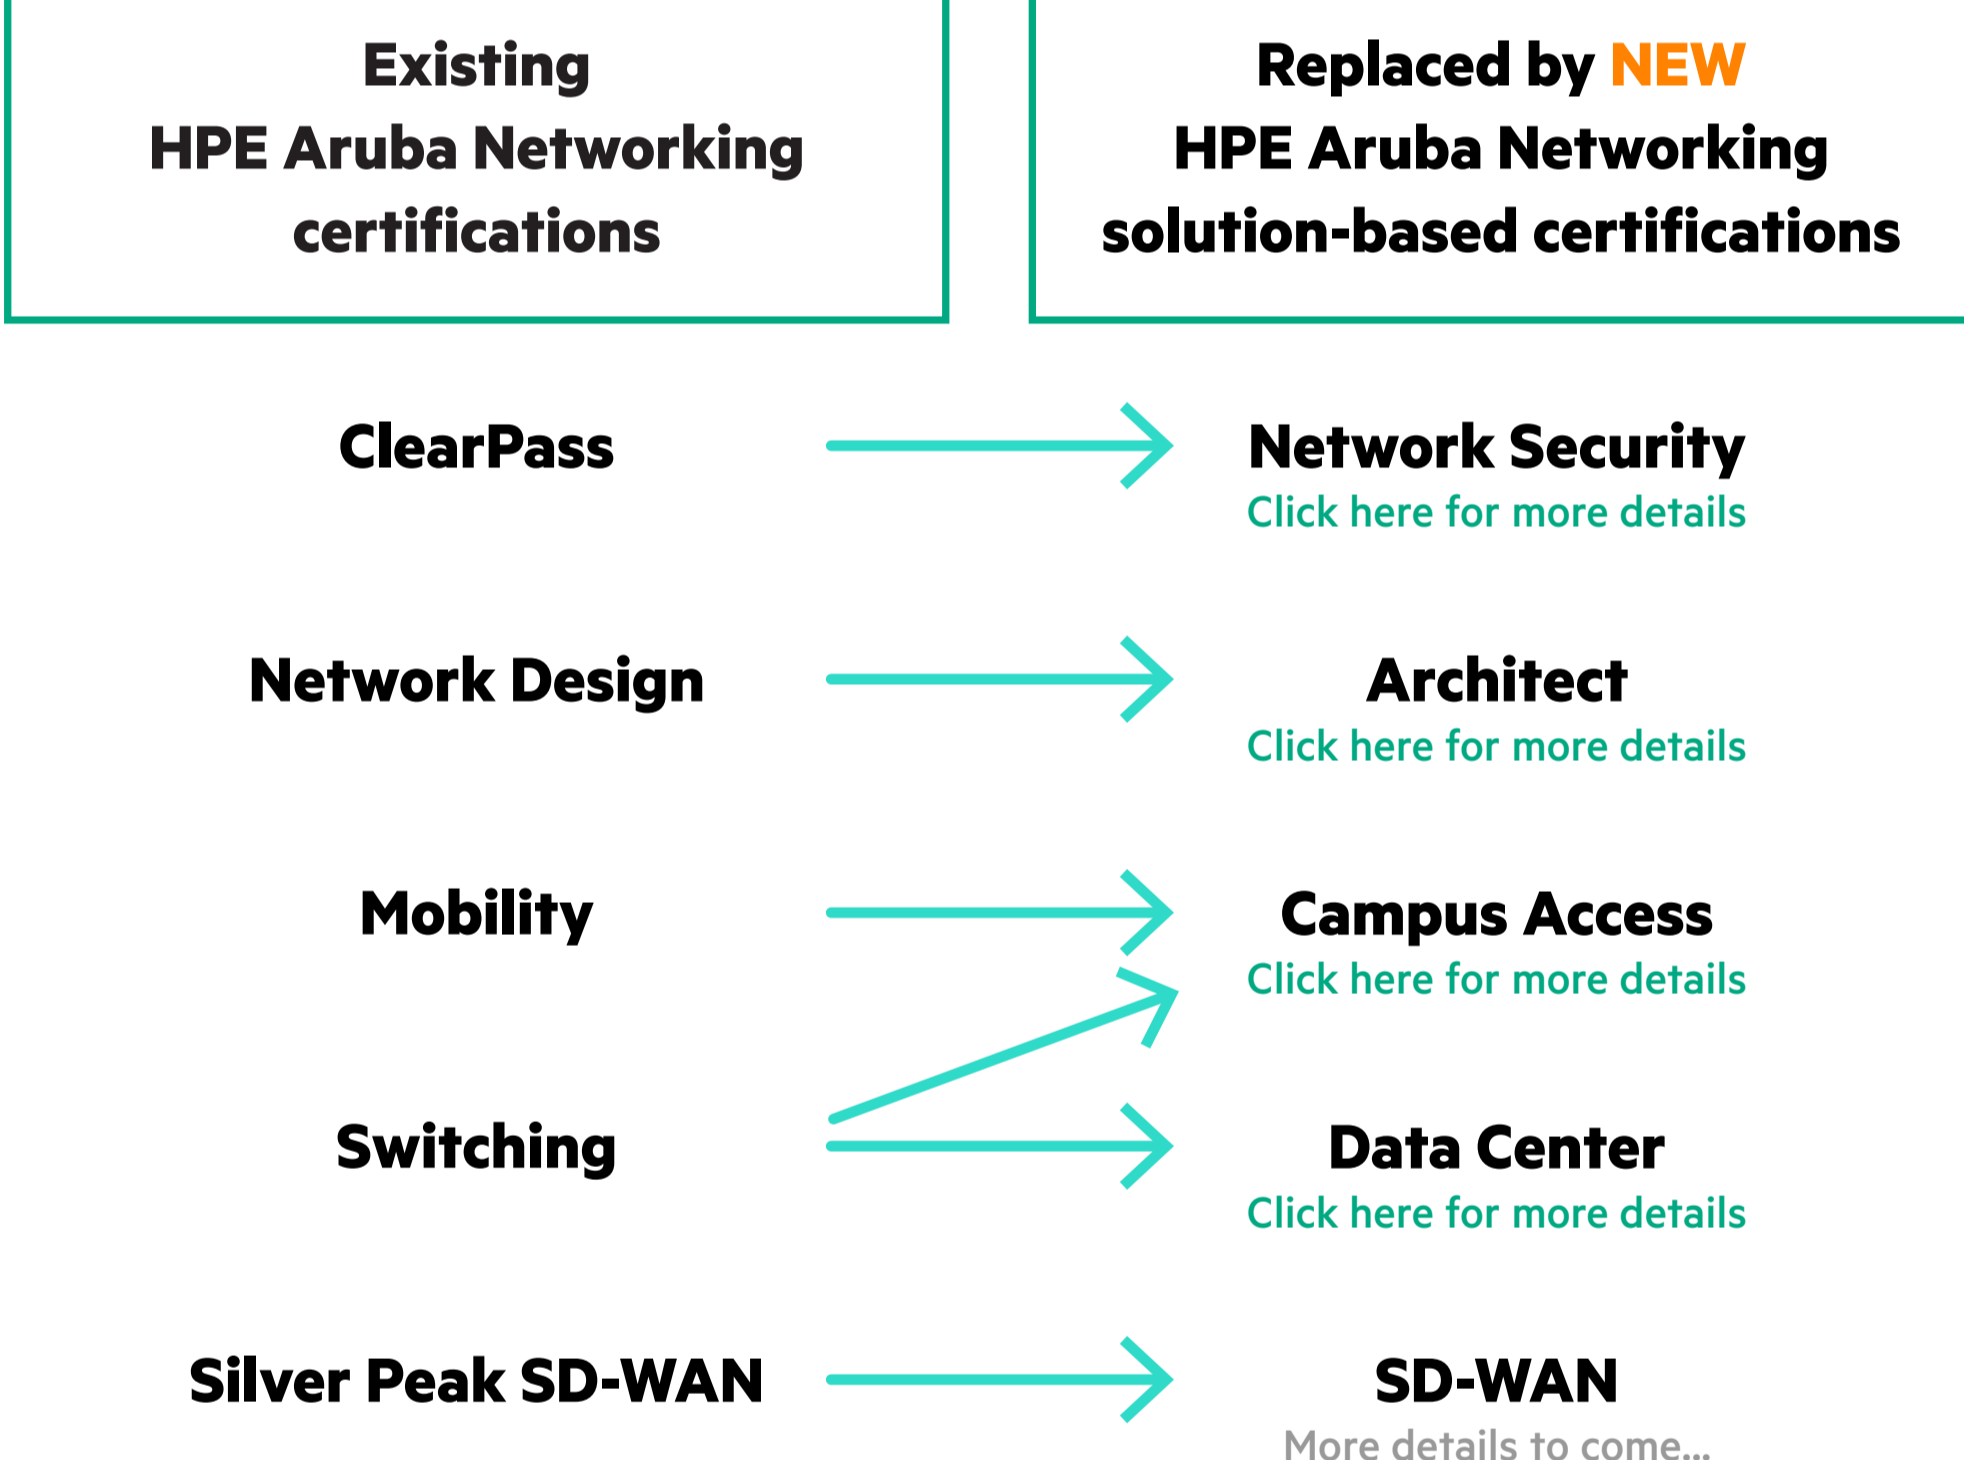 Existing
HPE Aruba Networking
certifications
Replaced by NEW
HPE Aruba Networking
solution-based certifications
ClearPass
Network Security
Click here for more details
Network Design
Architect
Click here for more details
Mobility
Campus Access
Click here for more details
Switching
Data Center
Click here for more details
Silver Peak SD-WAN
SD-WAN
More details to come...